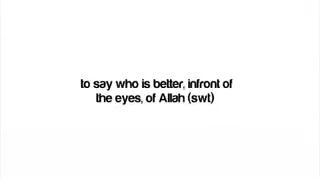 to say who is better, infront of
the eyes, of Allah (swt)